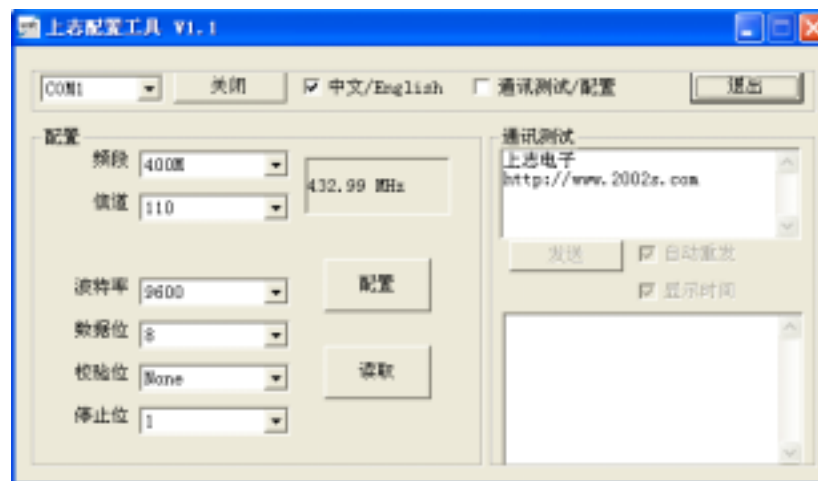 上志配置工具 V1.1
COM1 关闭 中文/English 通讯测试/配置 退出
配置
频段 400M
432.99 MHz
信道 110
波特率 9600
配置
数据位 8
校验位 None
读取
停止位 1
通讯测试
上志电子
http://www.2002s.com
发送 自动重发
显示时间